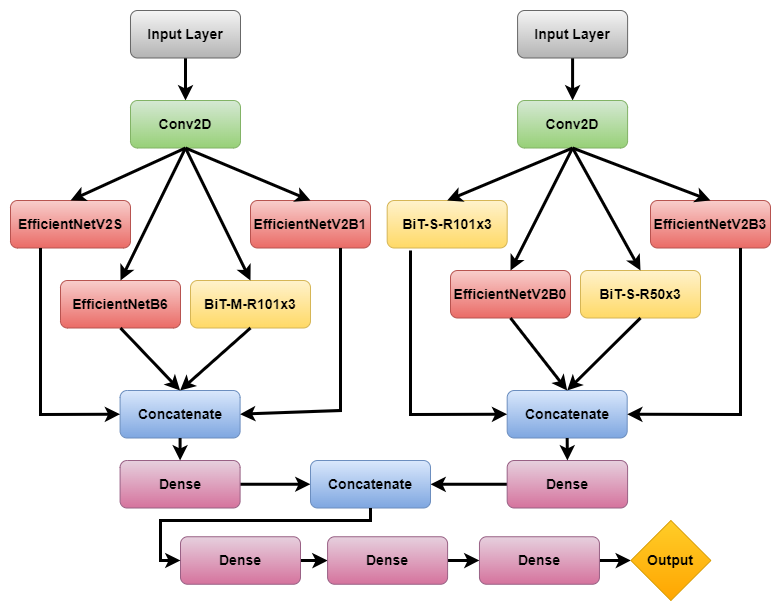 Input Layer
Input Layer
Conv2D
Conv2D
EfficientNetV2S
EfficientNetV2B1
BiT-S-R101x3
EfficientNetV2B3
EfficientNetB6
BiT-M-R101x3
EfficientNetV2B0
BiT-S-R50x3
Concatenate
Concatenate
Dense
Concatenate
Dense
Dense
Dense
Dense
Output